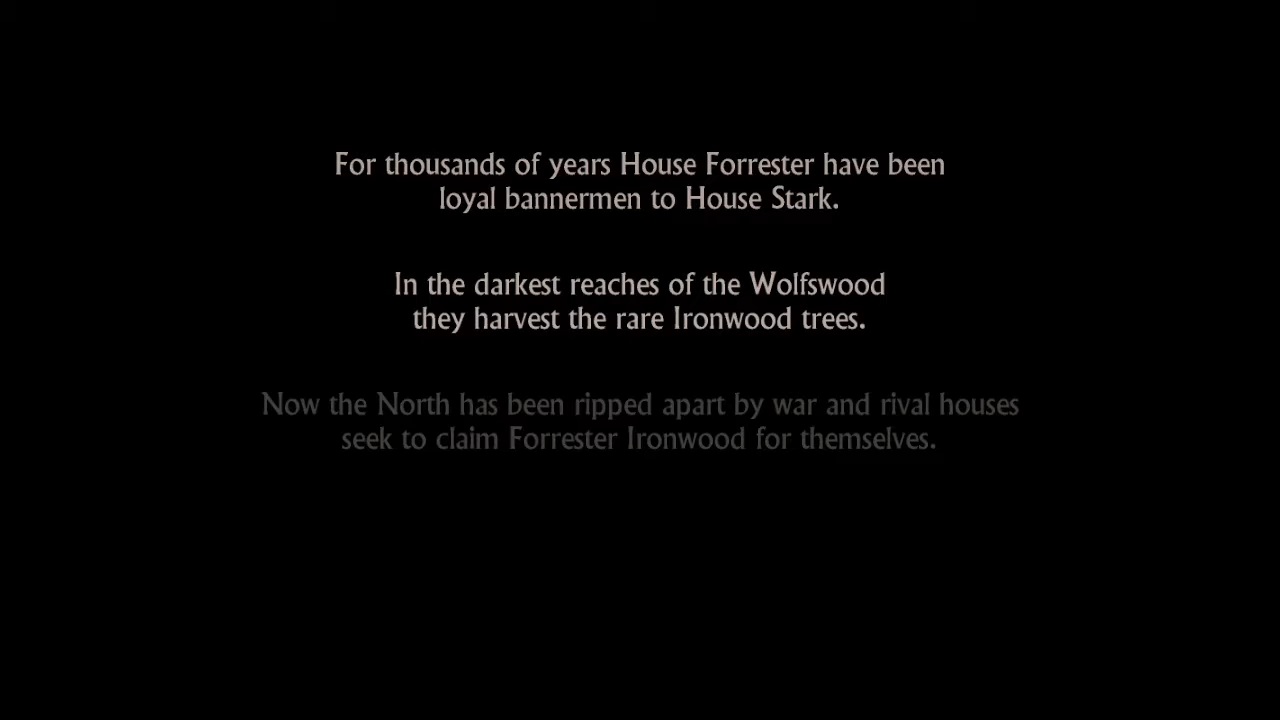 For thousands of years House Forrester have been
loyal bannermen to House Stark.
In the darkest reaches of the Wolfswood
they harvest the rare Ironwood trees.
Now the North has been ripped apart by war and rival houses
seek to claim Forrester Ironwood for themselves.